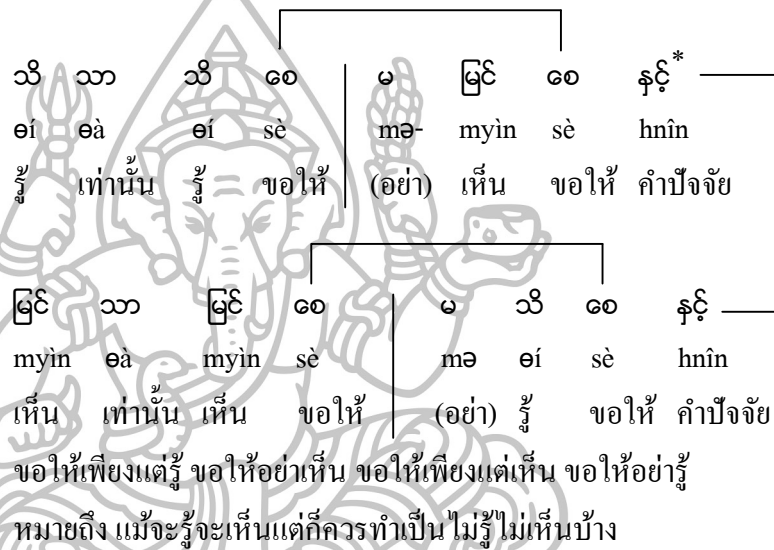 သိ သာ သိ စေ မ မြင် စေ နှင့်*
θí θà θí sè mə- myìn sè hnîn
รู้ เท่านั้น รู้ ขอให้ (อย่า) เห็น ขอให้ คำปัจจัย
မြင် သာ မြင် စေ မ သိ စေ နှင့်
myìn θà myìn sè mə θí sè hnîn
เห็น เท่านั้น เห็น ขอให้ (อย่า) รู้ ขอให้ คำปัจจัย
ขอให้เพียงแต่รู้ ขอให้อย่าเห็น ขอให้เพียงแต่เห็น ขอให้อย่ารู้
หมายถึง แม้จะรู้จะเห็นแต่ก็ควรทำเป็นไม่รู้ไม่เห็นบ้าง